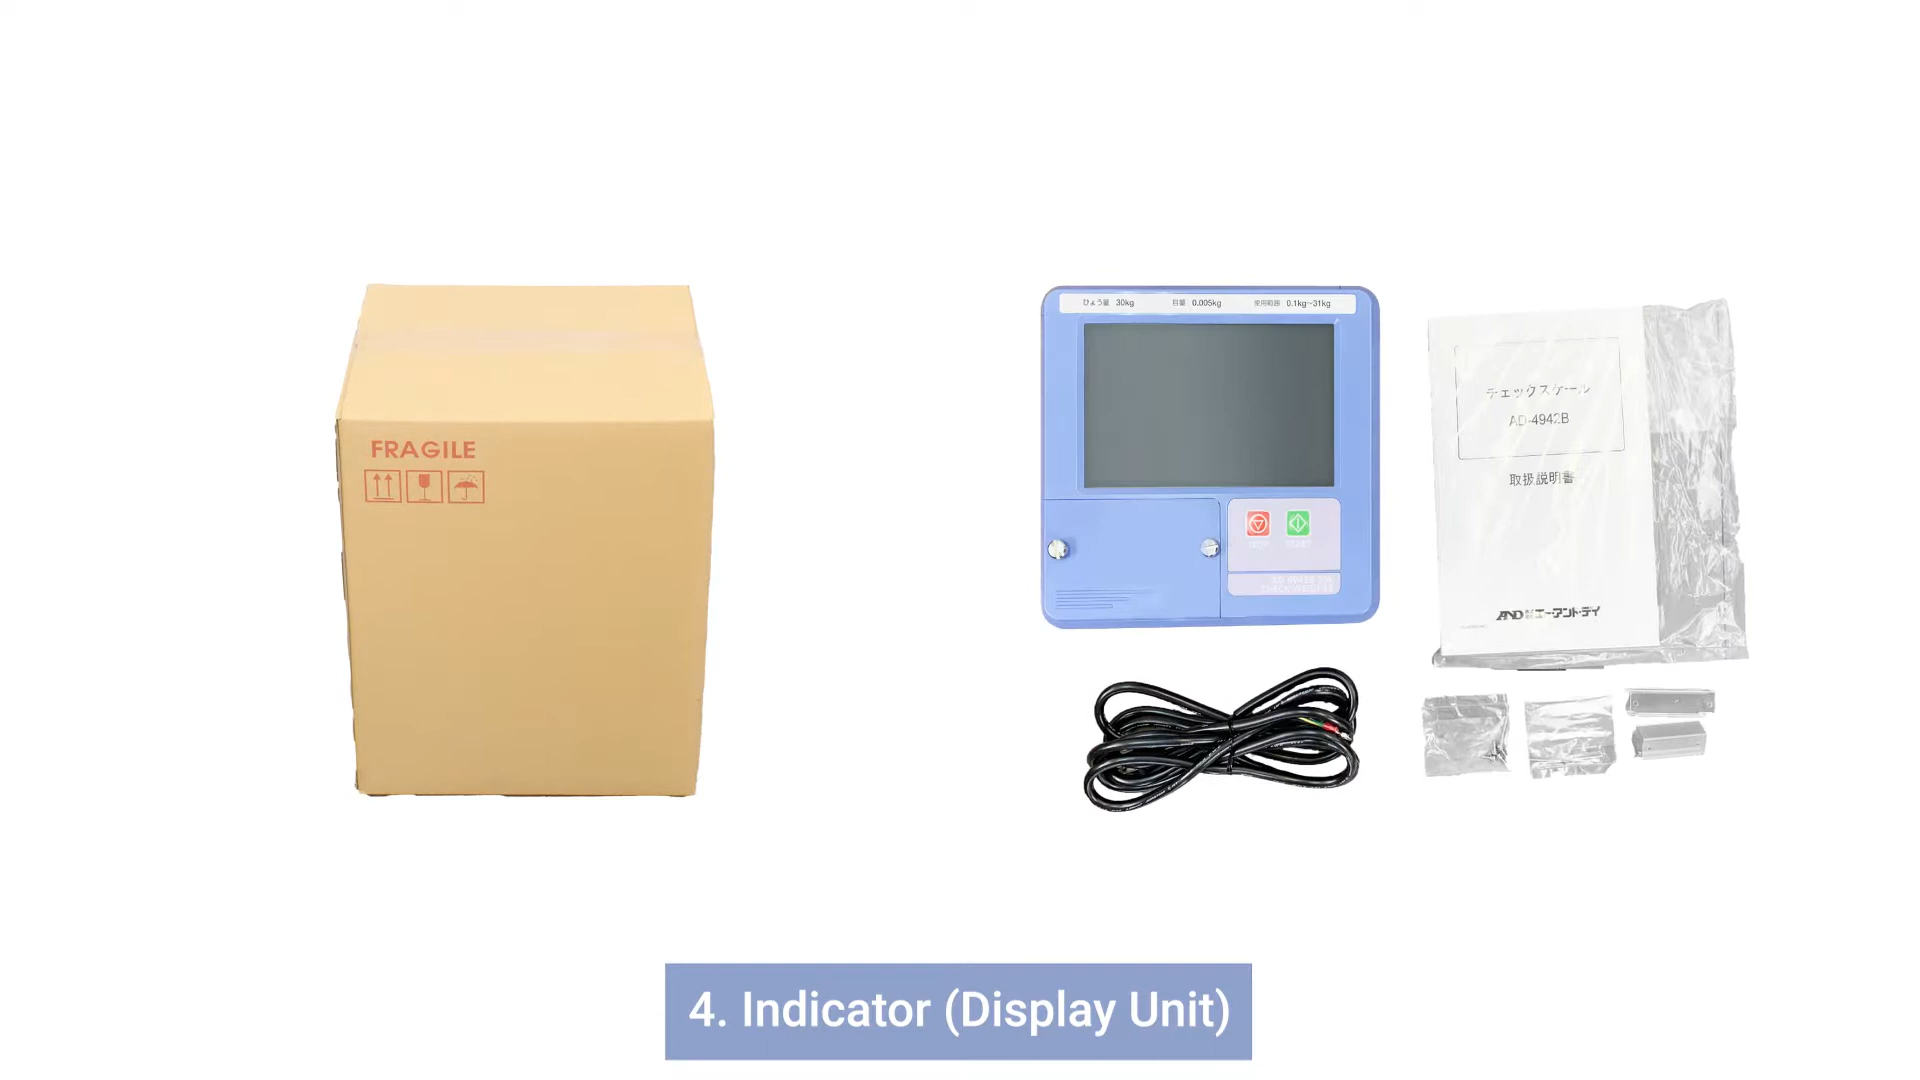 FRAGILE
ひょう量 30kg 目量 0.005kg 使用範囲 0.1kg~31kg
チェックスケール
AD-4942B
取扱説明書
AND 株式会社 エー・アンド・デイ
4. Indicator (Display Unit)